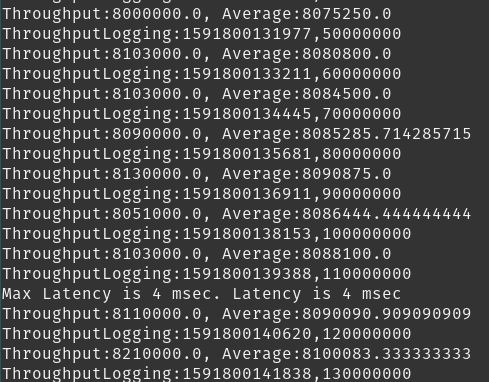 Throughput:8000000.0, Average:8075250.0
ThroughputLogging:1591800131977,50000000
Throughput:8103000.0, Average:8080800.0
ThroughputLogging:1591800133211,60000000
Throughput:8103000.0, Average:8084500.0
ThroughputLogging:1591800134445,70000000
Throughput:8090000.0, Average:8085285.714285715
ThroughputLogging:1591800135681,80000000
Throughput:8130000.0, Average:8090875.0
ThroughputLogging:1591800136911,90000000
Throughput:8051000.0, Average:8086444.444444444
ThroughputLogging:1591800138153,100000000
Throughput:8103000.0, Average:8088100.0
ThroughputLogging:1591800139388,110000000
Max Latency is 4 msec. Latency is 4 msec
Throughput:8110000.0, Average:8090090.909090909
ThroughputLogging:1591800140620,120000000
Throughput:8210000.0, Average:8100083.333333333
ThroughputLogging:1591800141838,130000000